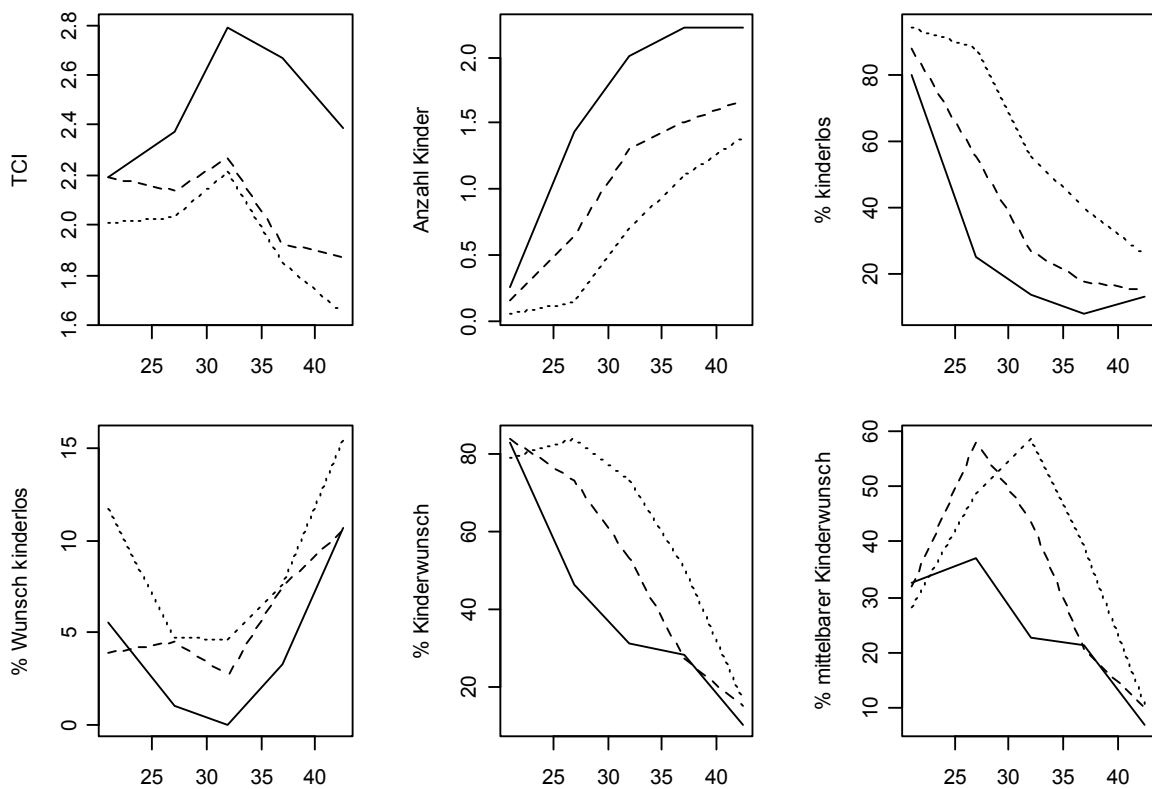 TCI
1.6 1.8 2.0 2.2 2.4 2.6 2.8
25 30 35 40
Anzahl Kinder
0.0 0.5 1.0 1.5 2.0
25 30 35 40
% kinderlos
20 40 60 80
25 30 35 40
% Wunsch kinderlos
0 5 10 15
25 30 35 40
% Kinderwunsch
20 40 60 80
25 30 35 40
% mittelbarer Kinderwunsch
10 20 30 40 50 60
25 30 35 40